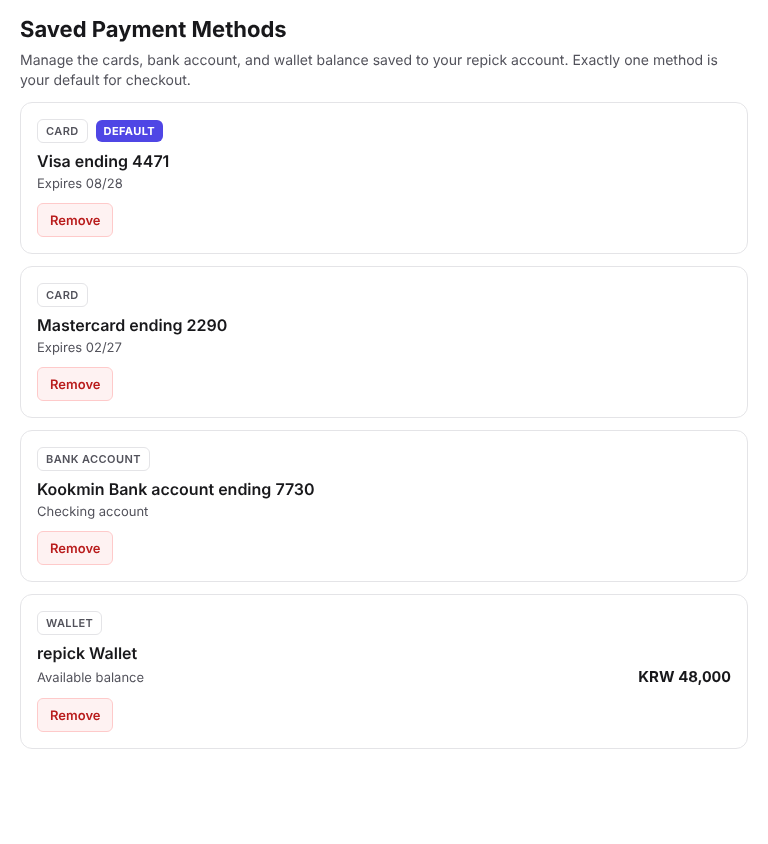 Saved Payment Methods
Manage the cards, bank account, and wallet balance saved to your repick account. Exactly one method is
your default for checkout.
CARD DEFAULT
Visa ending 4471
Expires 08/28
Remove
CARD
Mastercard ending 2290
Expires 02/27
Remove
BANK ACCOUNT
Kookmin Bank account ending 7730
Checking account
Remove
WALLET
repick Wallet
Available balance KRW 48,000
Remove